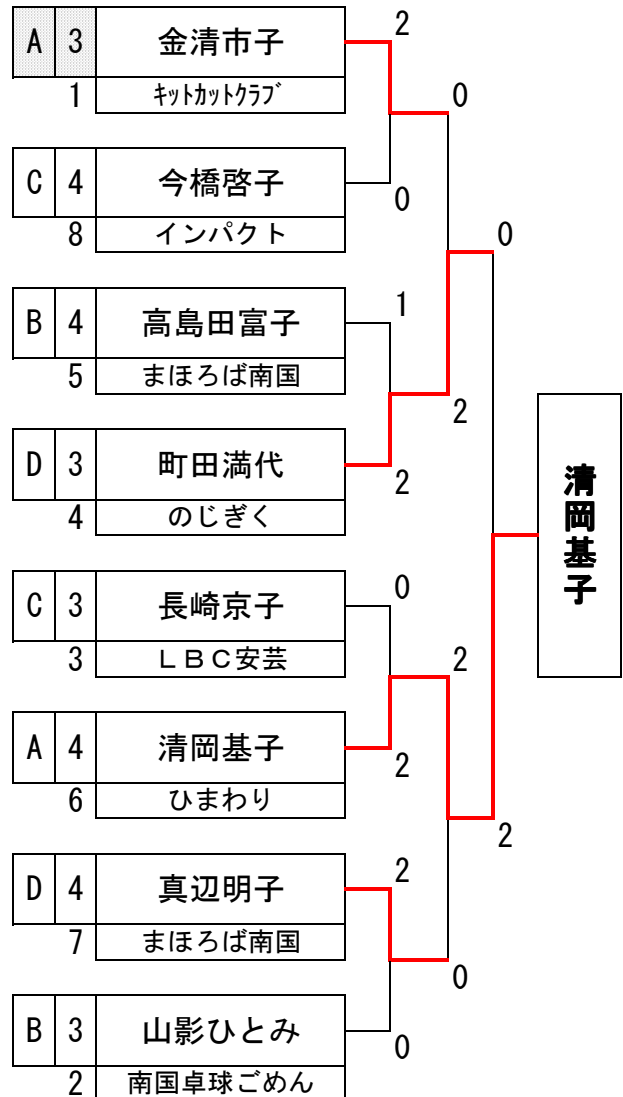 A 3 金清市子 2
1 キットカットクラブ 0
C 4 今橋啓子 0
8 インパクト 0
B 4 高島田富子 1
5 まほろば南国 2
D 3 町田満代 2
4 のじぎく
清岡基子
C 3 長崎京子 0
3 LBC安芸 2
A 4 清岡基子 2
6 ひまわり 2
D 4 真辺明子 2
7 まほろば南国 0
B 3 山影ひとみ 0
2 南国卓球ごめん